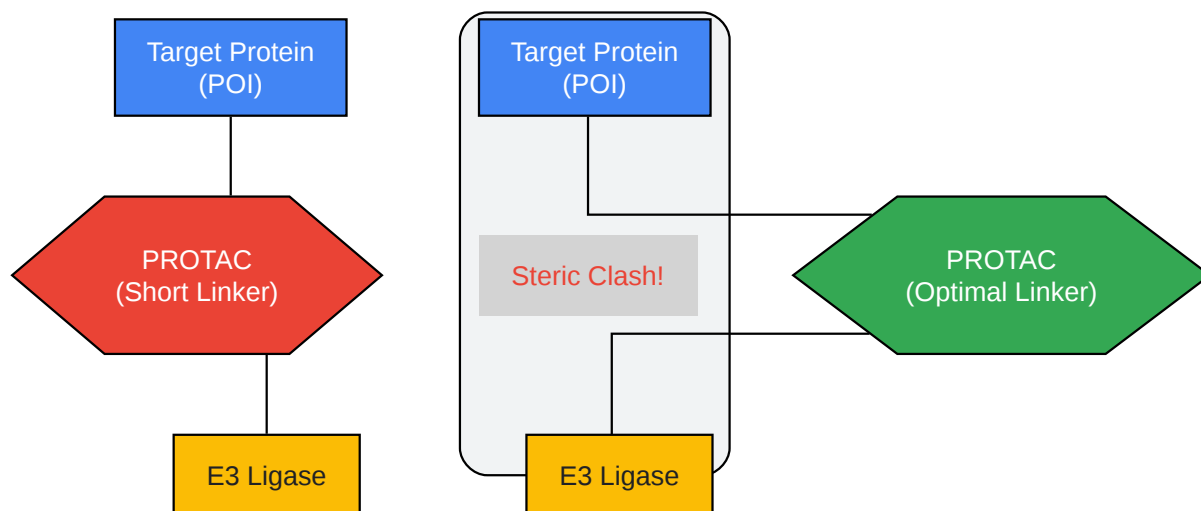 Target Protein
(POI)
Target Protein
(POI)
PROTAC
(Short Linker)
Steric Clash!
PROTAC
(Optimal Linker)
E3 Ligase
E3 Ligase